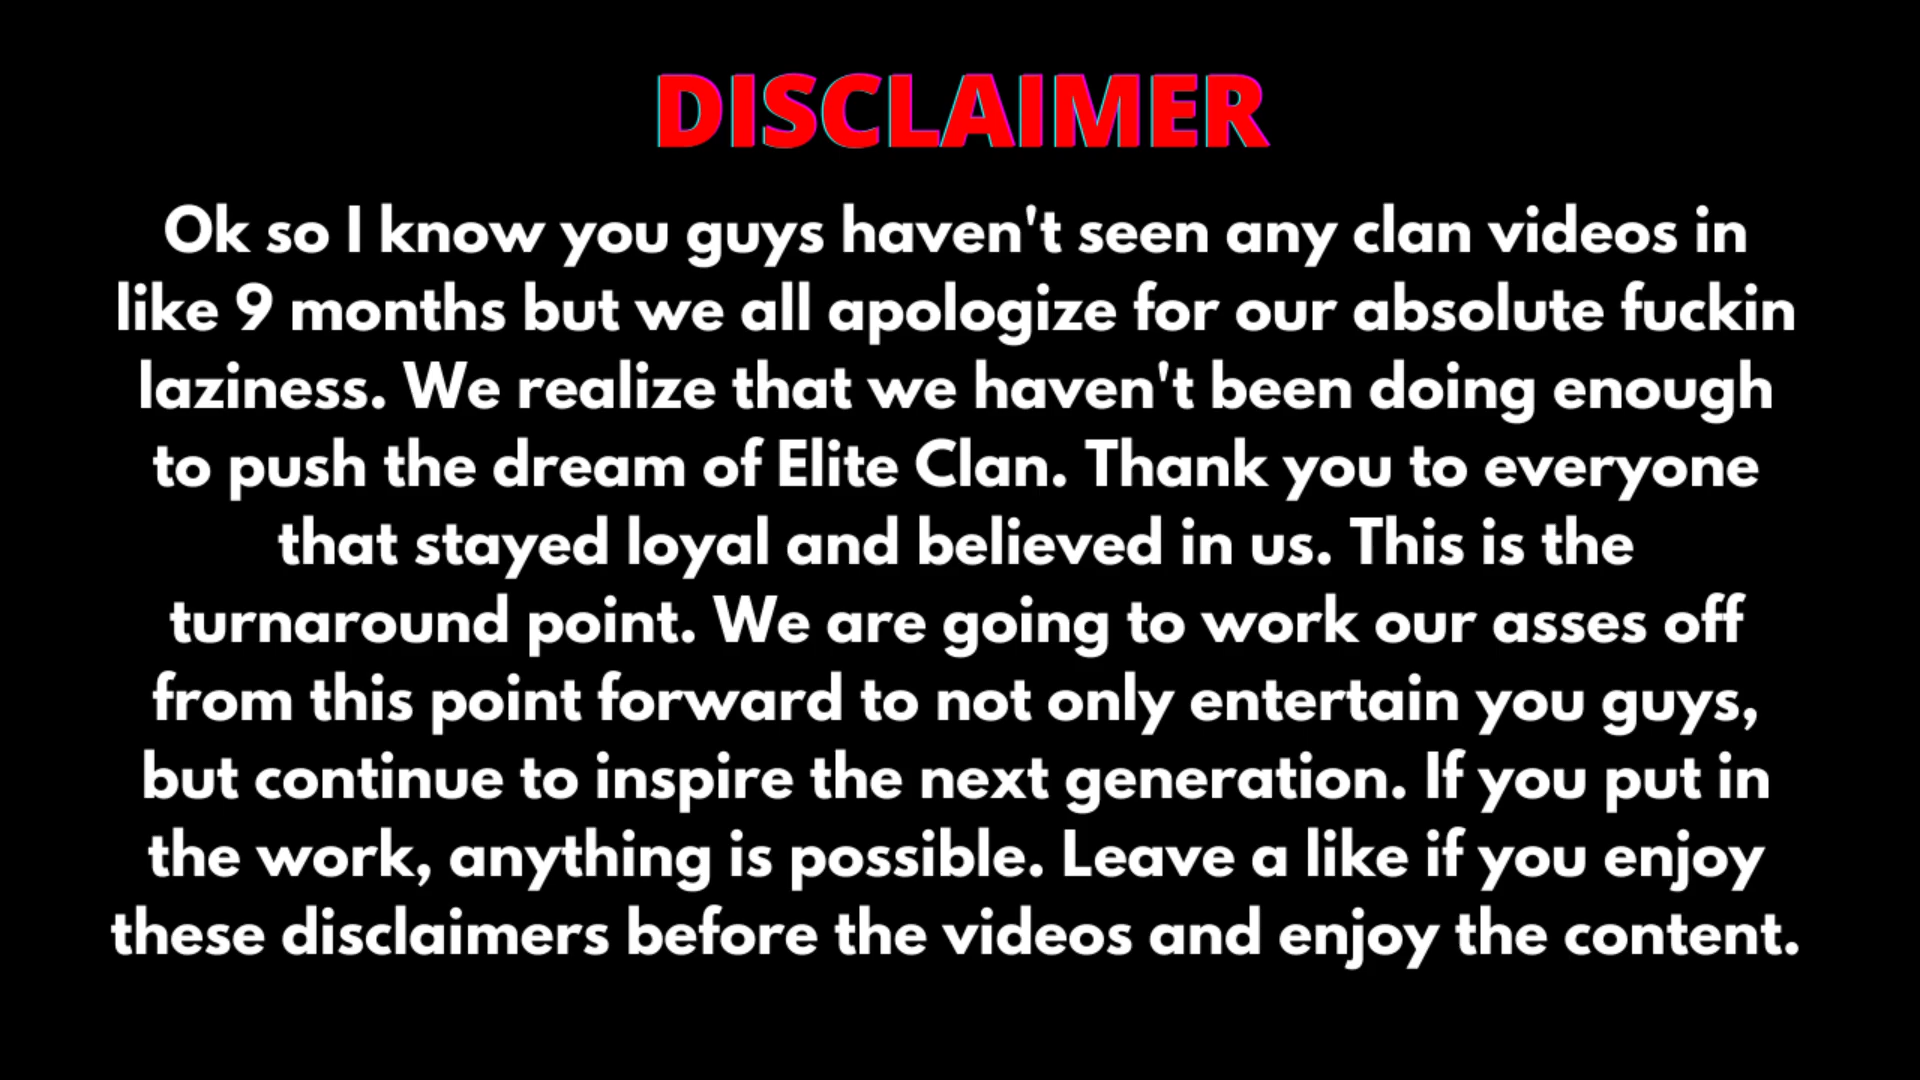 DISCLAIMER
Ok so I know you guys haven't seen any clan videos in
like 9 months but we all apologize for our absolute fuckin
laziness. We realize that we haven't been doing enough
to push the dream of Elite Clan. Thank you to everyone
that stayed loyal and believed in us. This is the
turnaround point. We are going to work our asses off
from this point forward to not only entertain you guys,
but continue to inspire the next generation. If you put in
the work, anything is possible. Leave a like if you enjoy
these disclaimers before the videos and enjoy the content.